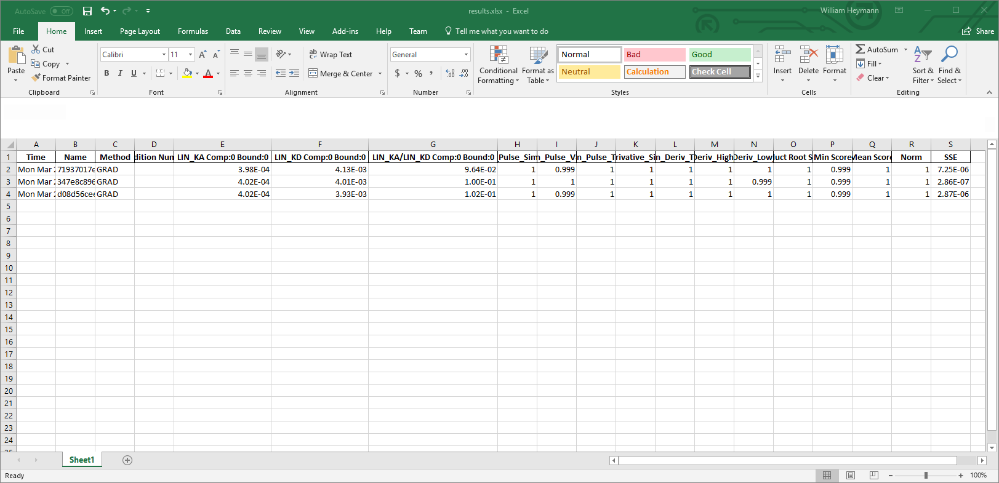 AutoSave Off results.xlsx - Excel William Heymann
File Home Insert Page Layout Formulas Data Review View Add-ins Help Team Tell me what you want to do Share
Paste Cut Copy Format Painter Clipboard
Calibri 11 A A B I U A Font
ab Wrap Text Merge & Center Alignment
General $ % , .00 .0 .00 .0 Number
Conditional Formatting Format as Table Normal Bad Good Neutral Calculation Check Cell Styles
Insert Delete Format Cells
AutoSum Fill Clear Sort & Filter Find & Select Editing
A B C D E F G H I J K L M N O P Q R S
1 Time Name Method dition Nun LIN_KA Comp:0 Bound:0 LIN_KD Comp:0 Bound:0 LIN_KA/LIN_KD Comp:0 Bound:0 Pulse_Sim n_Pulse_V n_Pulse_T rivative_Si n_Deriv_T Deriv_High Deriv_Low uct Root S Min Score Mean Score Norm SSE
2 Mon Mar 2 71937017e GRAD 3.98E-04 4.13E-03 9.64E-02 1 0.999 1 1 1 1 1 1 0.999 1 1 7.25E-06
3 Mon Mar 2 347e8c896 GRAD 4.02E-04 4.01E-03 1.00E-01 1 1 1 1 1 1 0.999 1 0.999 1 1 2.86E-07
4 Mon Mar 2 d08d56cee GRAD 4.02E-04 3.93E-03 1.02E-01 1 0.999 1 1 1 1 1 1 0.999 1 1 2.87E-06
5
6
7
8
9
10
11
12
13
14
15
16
17
18
19
20
21
22
23
24
25
Sheet1
Ready 100%